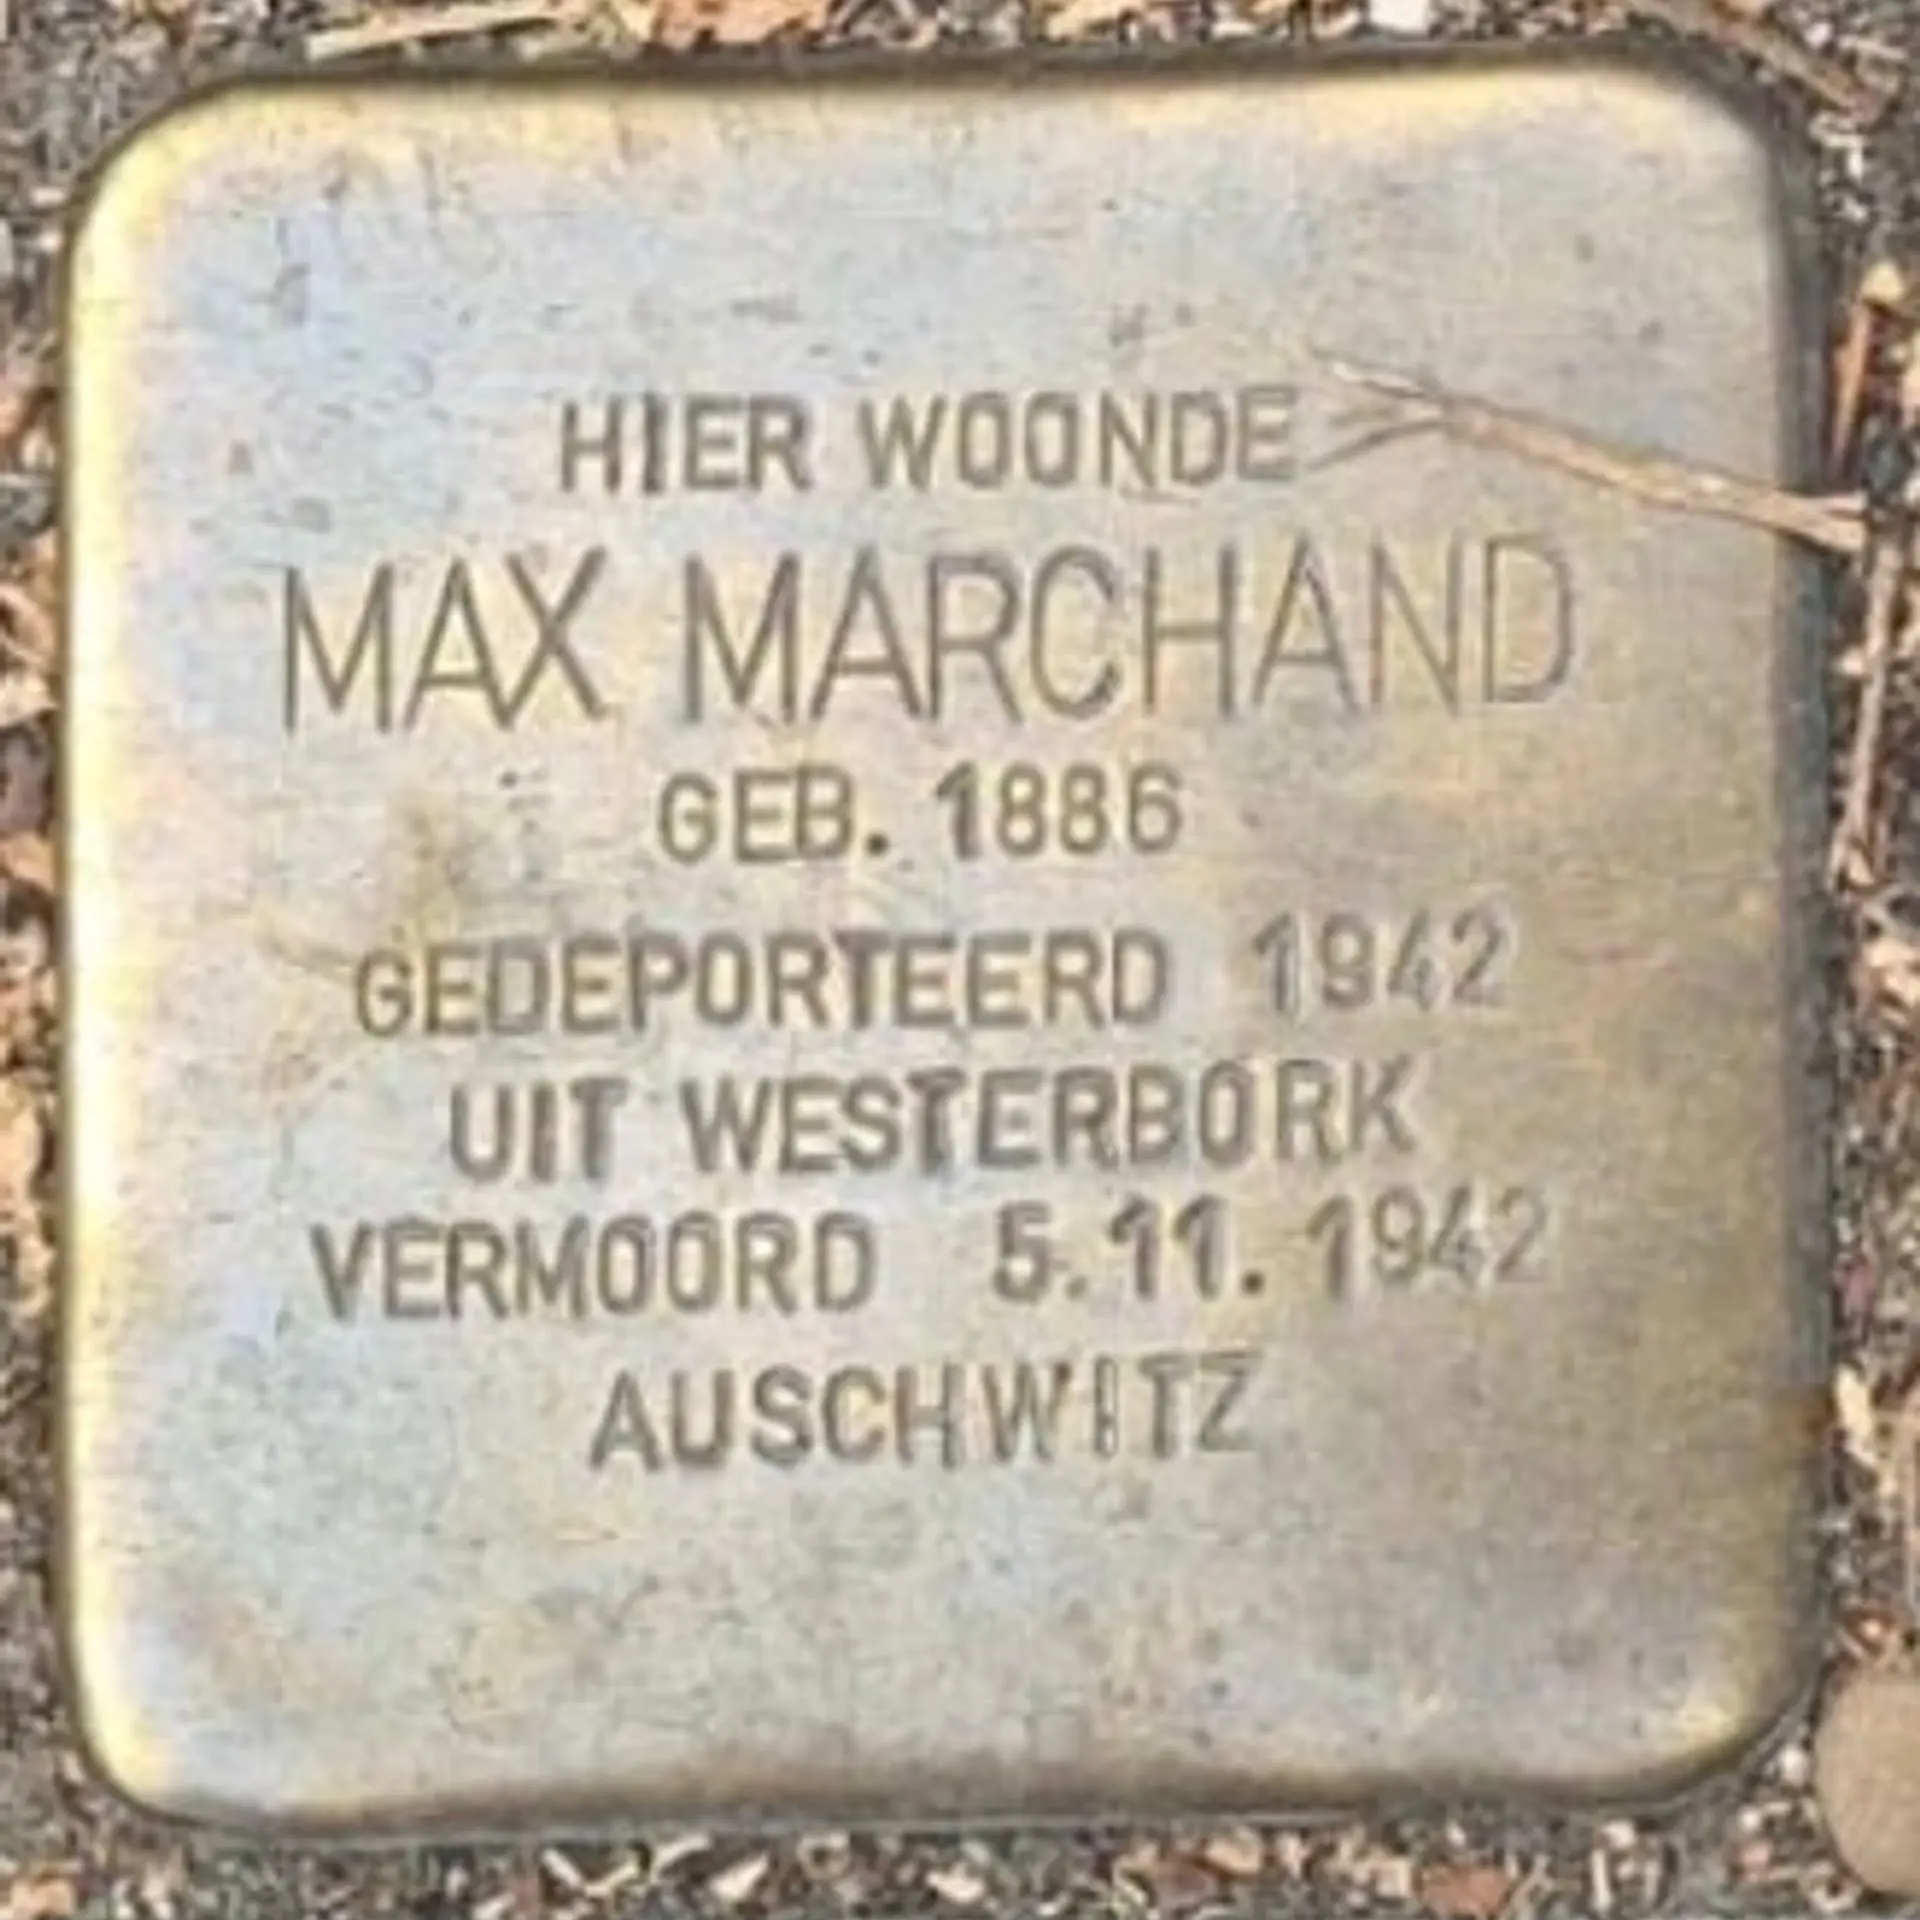 HIER WOONDE
MAX MARCHAND
GEB. 1886
GEDEPORTEERD 1942
UIT WESTERBORK
VERMOORD 5.11.1942
AUSCHWITZ